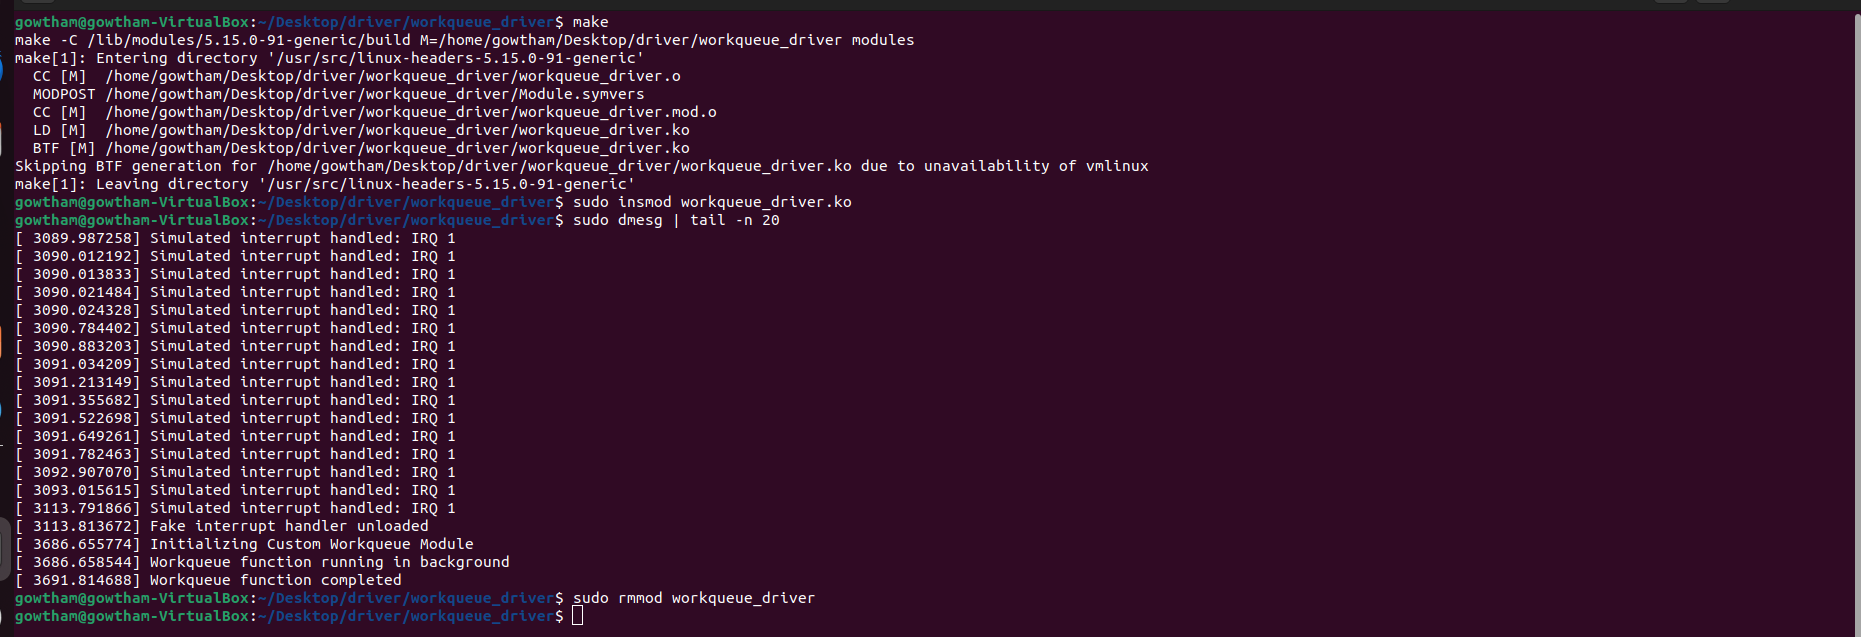 gowtham@gowtham-VirtualBox:~/Desktop/driver/workqueue_driver$ make
make -C /lib/modules/5.15.0-91-generic/build M=/home/gowtham/Desktop/driver/workqueue_driver modules
make[1]: Entering directory '/usr/src/linux-headers-5.15.0-91-generic'
  CC [M]  /home/gowtham/Desktop/driver/workqueue_driver/workqueue_driver.o
  MODPOST /home/gowtham/Desktop/driver/workqueue_driver/Module.symvers
  CC [M]  /home/gowtham/Desktop/driver/workqueue_driver/workqueue_driver.mod.o
  LD [M]  /home/gowtham/Desktop/driver/workqueue_driver/workqueue_driver.ko
  BTF [M] /home/gowtham/Desktop/driver/workqueue_driver/workqueue_driver.ko
Skipping BTF generation for /home/gowtham/Desktop/driver/workqueue_driver/workqueue_driver.ko due to unavailability of vmlinux
make[1]: Leaving directory '/usr/src/linux-headers-5.15.0-91-generic'
gowtham@gowtham-VirtualBox:~/Desktop/driver/workqueue_driver$ sudo insmod workqueue_driver.ko
gowtham@gowtham-VirtualBox:~/Desktop/driver/workqueue_driver$ sudo dmesg | tail -n 20
[ 3089.987258] Simulated interrupt handled: IRQ 1
[ 3090.012192] Simulated interrupt handled: IRQ 1
[ 3090.013833] Simulated interrupt handled: IRQ 1
[ 3090.021484] Simulated interrupt handled: IRQ 1
[ 3090.024328] Simulated interrupt handled: IRQ 1
[ 3090.784402] Simulated interrupt handled: IRQ 1
[ 3090.883203] Simulated interrupt handled: IRQ 1
[ 3091.034209] Simulated interrupt handled: IRQ 1
[ 3091.213149] Simulated interrupt handled: IRQ 1
[ 3091.355682] Simulated interrupt handled: IRQ 1
[ 3091.522698] Simulated interrupt handled: IRQ 1
[ 3091.649261] Simulated interrupt handled: IRQ 1
[ 3091.782463] Simulated interrupt handled: IRQ 1
[ 3092.907070] Simulated interrupt handled: IRQ 1
[ 3093.015615] Simulated interrupt handled: IRQ 1
[ 3113.791866] Simulated interrupt handled: IRQ 1
[ 3113.813672] Fake interrupt handler unloaded
[ 3686.655774] Initializing Custom Workqueue Module
[ 3686.658544] Workqueue function running in background
[ 3691.814688] Workqueue function completed
gowtham@gowtham-VirtualBox:~/Desktop/driver/workqueue_driver$ sudo rmmod workqueue_driver
gowtham@gowtham-VirtualBox:~/Desktop/driver/workqueue_driver$